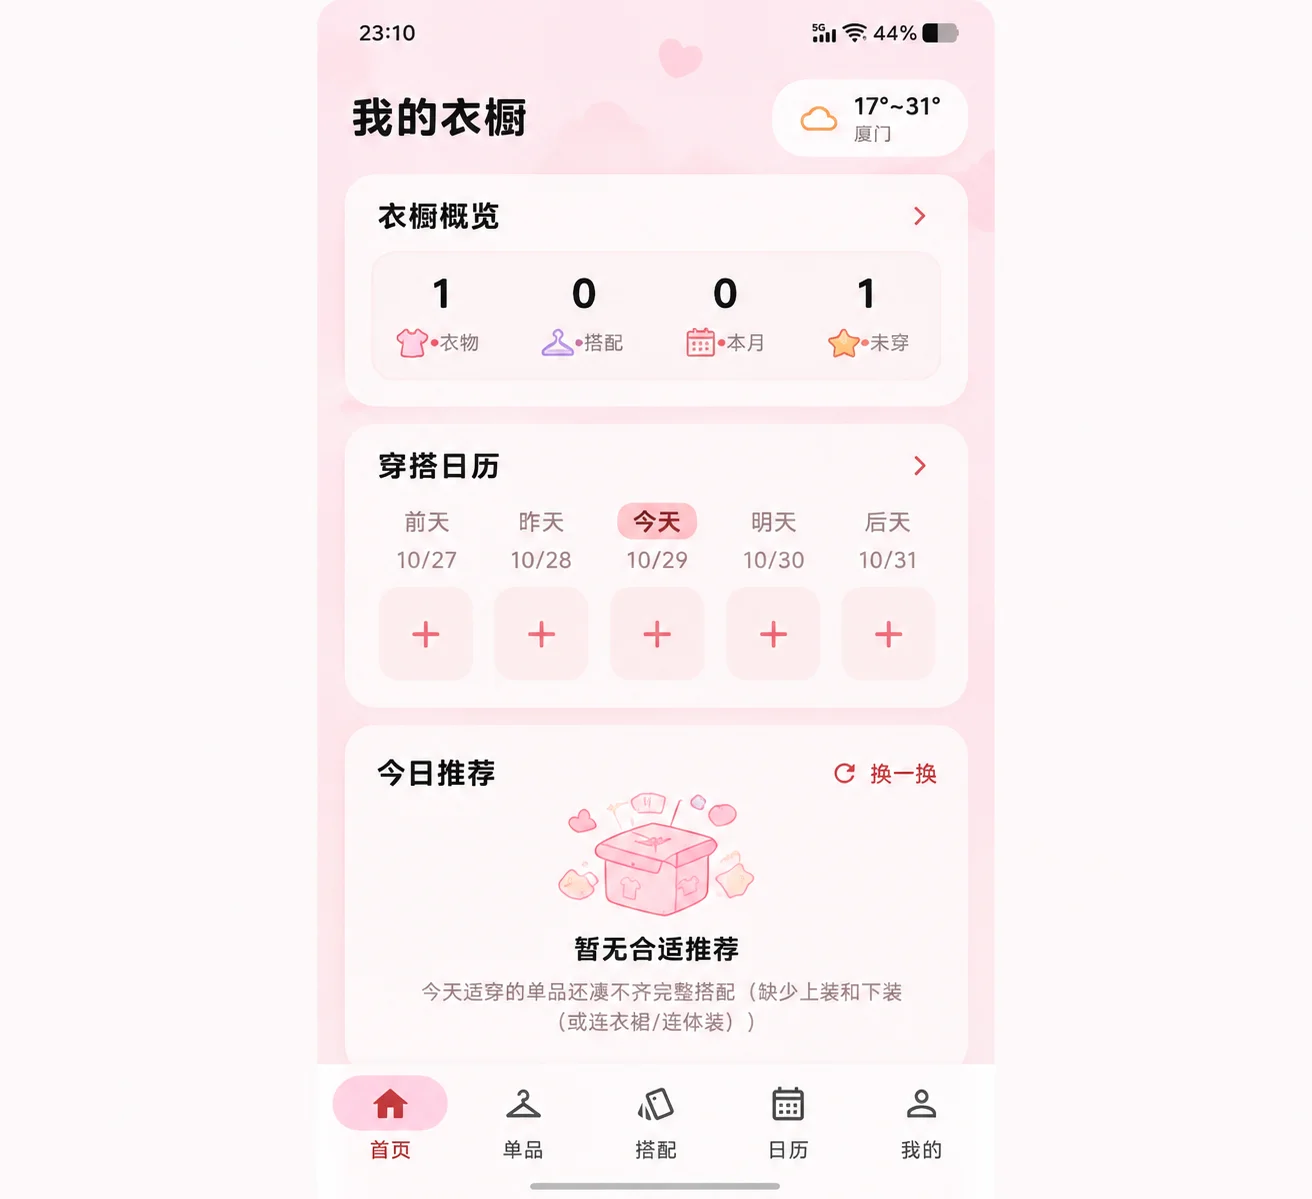 23:10
5G 44%
我的衣橱
17°~31°
厦门
衣橱概览
1 0 0 1
衣物 搭配 本月 未穿
穿搭日历
前天 昨天 今天 明天 后天
10/27 10/28 10/29 10/30 10/31
今日推荐 换一换
暂无合适推荐
今天适穿的单品还凑不齐完整搭配（缺少上装和下装
（或连衣裙/连体装））
首页 单品 搭配 日历 我的